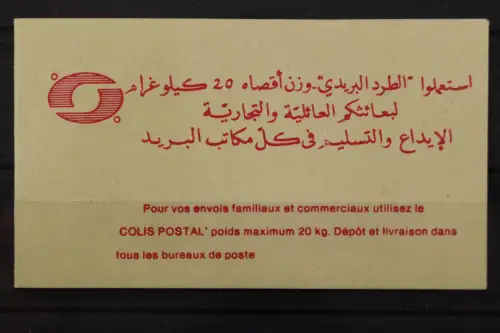 استعملوا "الطرد البريدي"، وزن أقصاه 20 كيلوغرام
لبعائثكم العائلية والتجارية
الإيداع والتسليم في كل مكاتب البريد
Pour vos envois familiaux et commerciaux utilisez le
COLIS POSTAL' poids maximum 20 kg. Dépôt et livraison dans
tous les bureaux de poste